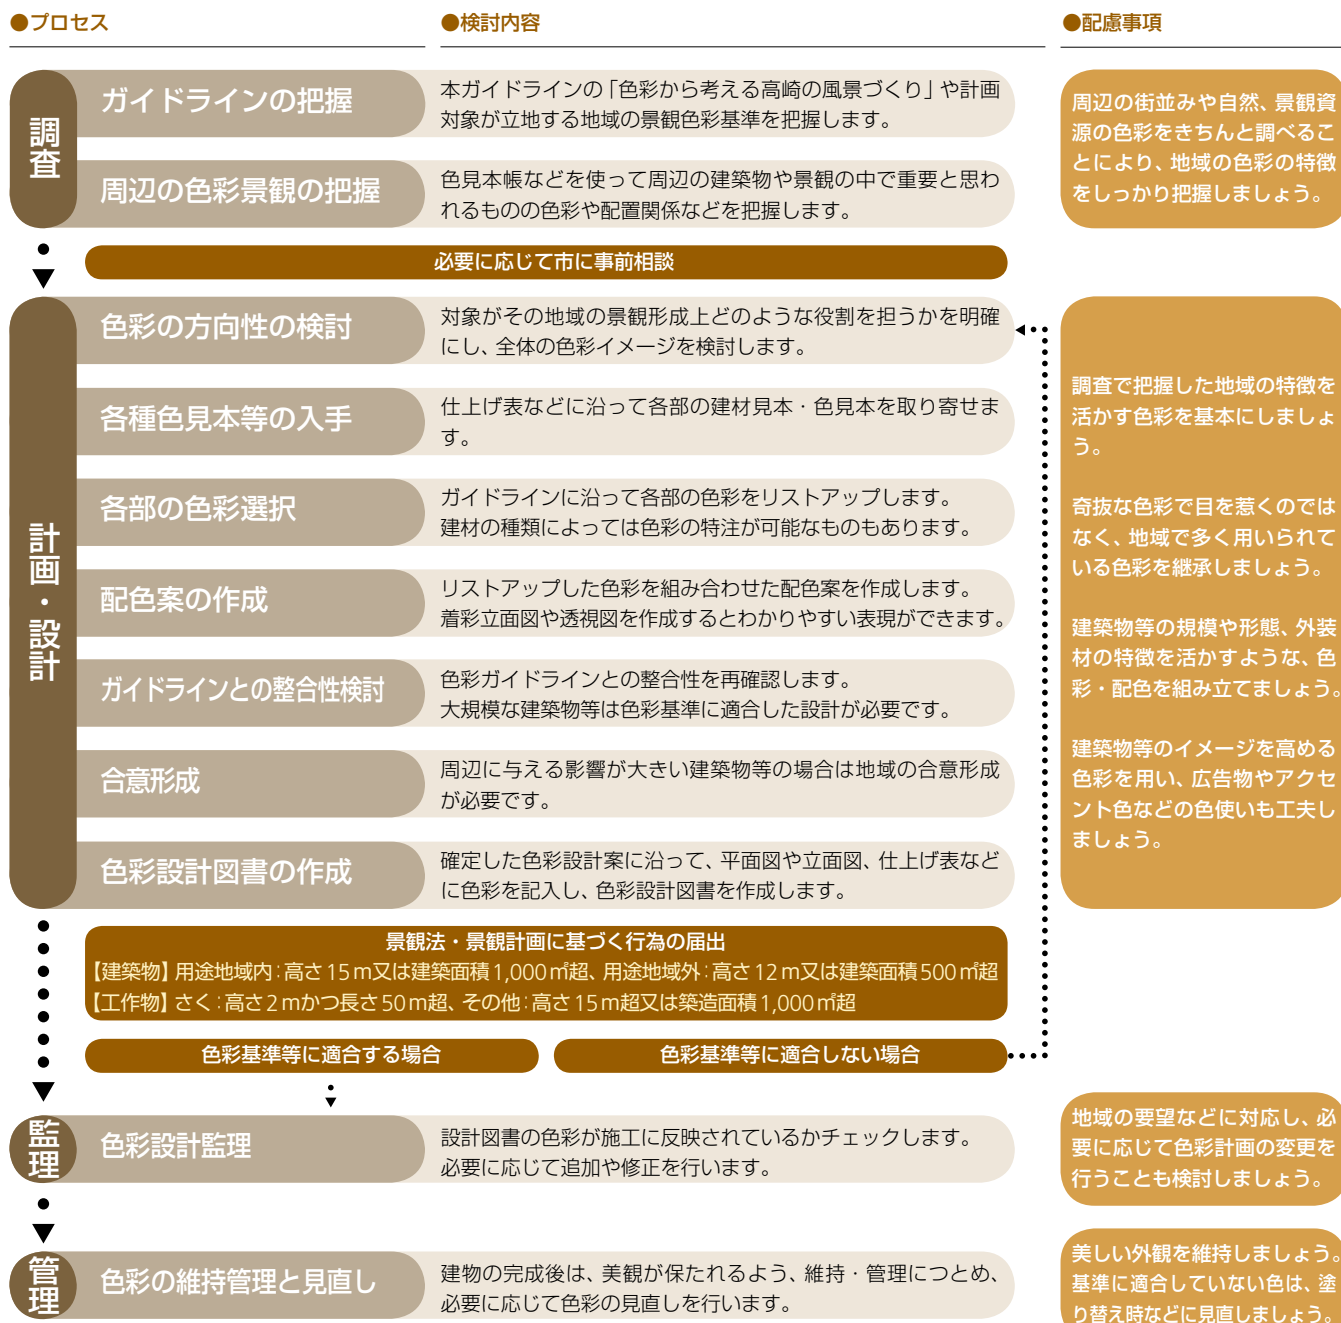 ●プロセス
●検討内容
●配慮事項
調査
ガイドラインの把握
本ガイドラインの「色彩から考える高崎の風景づくり」や計画
対象が立地する地域の景観色彩基準を把握します。
周辺の色彩景観の把握
色見本帳などを使って周辺の建築物や景観の中で重要と思わ
れるものの色彩や配置関係などを把握します。
周辺の街並みや自然、景観資
源の色彩をきちんと調べるこ
とにより、地域の色彩の特徴
をしっかり把握しましょう。
必要に応じて市に事前相談
計画・設計
色彩の方向性の検討
対象がその地域の景観形成上どのような役割を担うかを明確
にし、全体の色彩イメージを検討します。
各種色見本等の入手
仕上げ表などに沿って各部の建材見本・色見本を取り寄せま
す。
各部の色彩選択
ガイドラインに沿って各部の色彩をリストアップします。
建材の種類によっては色彩の特注が可能なものもあります。
配色案の作成
リストアップした色彩を組み合わせた配色案を作成します。
着彩立面図や透視図を作成するとわかりやすい表現ができます。
ガイドラインとの整合性検討
色彩ガイドラインとの整合性を再確認します。
大規模な建築物等は色彩基準に適合した設計が必要です。
合意形成
周辺に与える影響が大きい建築物等の場合は地域の合意形成
が必要です。
色彩設計図書の作成
確定した色彩設計案に沿って、平面図や立面図、仕上げ表など
に色彩を記入し、色彩設計図書を作成します。
調査で把握した地域の特徴を
活かす色彩を基本にしましょ
う。
奇抜な色彩で目を惹くのでは
なく、地域で多く用いられて
いる色彩を継承しましょう。
建築物等の規模や形態、外装
材の特徴を活かすような、色
彩・配色を組み立てましょう。
建築物等のイメージを高める
色彩を用い、広告物やアクセ
ント色などの色使いも工夫し
ましょう。
景観法・景観計画に基づく行為の届出
【建築物】用途地域内：高さ15m又は建築面積1,000㎡超、用途地域外：高さ12m又は建築面積500㎡超
【工作物】さく：高さ2mかつ長さ50m超、その他：高さ15m超又は築造面積1,000㎡超
色彩基準等に適合する場合
色彩基準等に適合しない場合
監理
色彩設計監理
設計図書の色彩が施工に反映されているかチェックします。
必要に応じて追加や修正を行います。
地域の要望などに対応し、必
要に応じて色彩計画の変更を
行うことも検討しましょう。
管理
色彩の維持管理と見直し
建物の完成後は、美観が保たれるよう、維持・管理につとめ、
必要に応じて色彩の見直しを行います。
美しい外観を維持しましょう。
基準に適合していない色は、塗
り替え時などに見直しましょう。